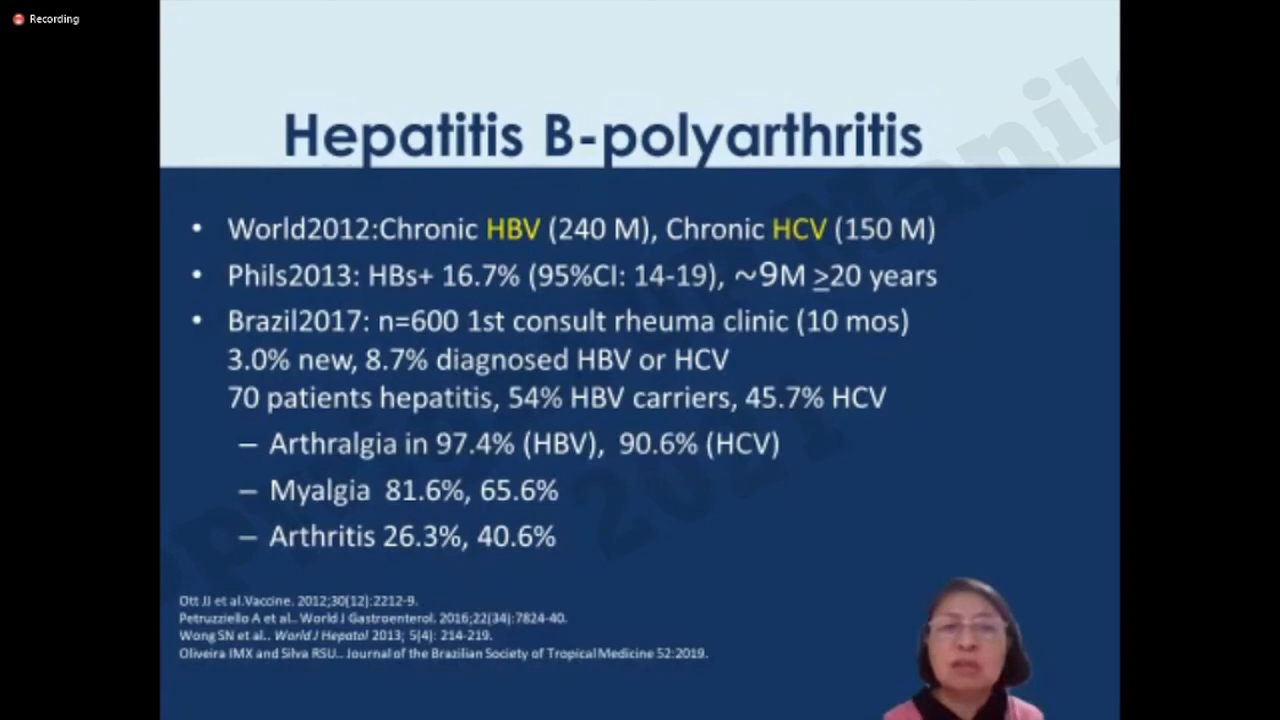 Recording
Hepatitis B-polyarthritis
• World2012:Chronic HBV (240 M), Chronic HCV (150 M)
• Phils2013: HBs+ 16.7% (95%CI: 14-19), ~9M ≥20 years
• Brazil2017: n=600 1st consult rheuma clinic (10 mos)
3.0% new, 8.7% diagnosed HBV or HCV
70 patients hepatitis, 54% HBV carriers, 45.7% HCV
– Arthralgia in 97.4% (HBV), 90.6% (HCV)
– Myalgia 81.6%, 65.6%
– Arthritis 26.3%, 40.6%
Ott JJ et al.Vaccine. 2012;30(12):2212-9.
Petruzziello A et al.. World J Gastroenterol. 2016;22(34):7824-40.
Wong SN et al.. World J Hepatol 2013; 5(4): 214-219.
Oliveira IMX and Silva RSU... Journal of the Brazilian Society of Tropical Medicine 52:2019.